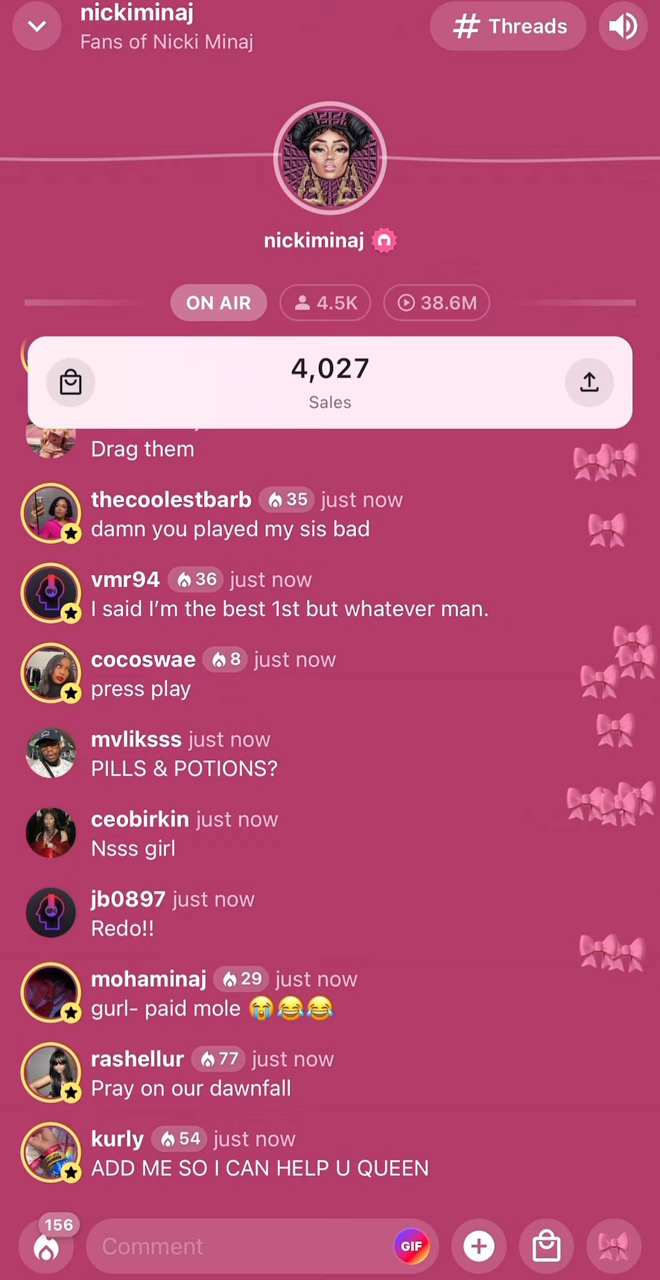 nickiminaj
Fans of Nicki Minaj
# Threads
nickiminaj
ON AIR
4.5K
38.6M
4,027
Sales
Drag them
thecoolestbarb 35 just now
damn you played my sis bad
vmr94 36 just now
I said I'm the best 1st but whatever man.
cocoswae 8 just now
press play
mvliksss just now
PILLS & POTIONS?
ceobirkin just now
Nsss girl
jb0897 just now
Redo!!
mohaminaj 29 just now
gurl- paid mole 😭😂😂
rashellur 77 just now
Pray on our dawnfall
kurly 54 just now
ADD ME SO I CAN HELP U QUEEN
156
Comment
GIF